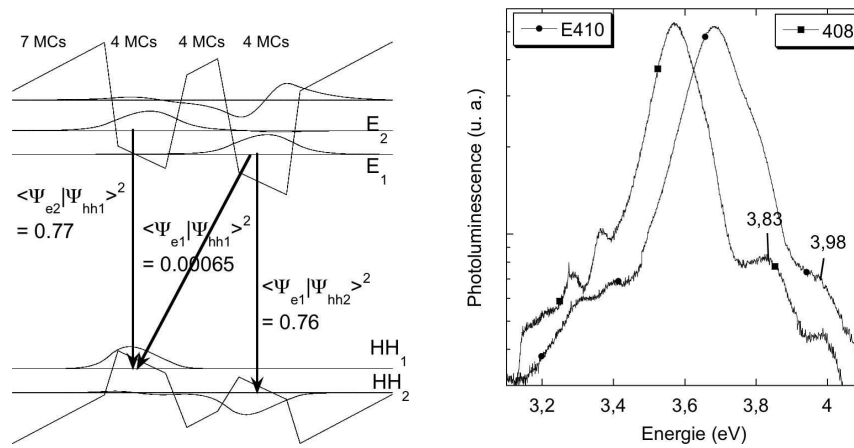 7 MCs 4 MCs 4 MCs 4 MCs
E2
E1
<Ψe2|Ψhh1>²
= 0.77
<Ψe1|Ψhh1>²
= 0.00065
<Ψe1|Ψhh2>²
= 0.76
HH1
HH2
E410
408
Photoluminescence (u. a.)
3,83
3,98
3,2 3,4 3,6 3,8 4
Energie (eV)